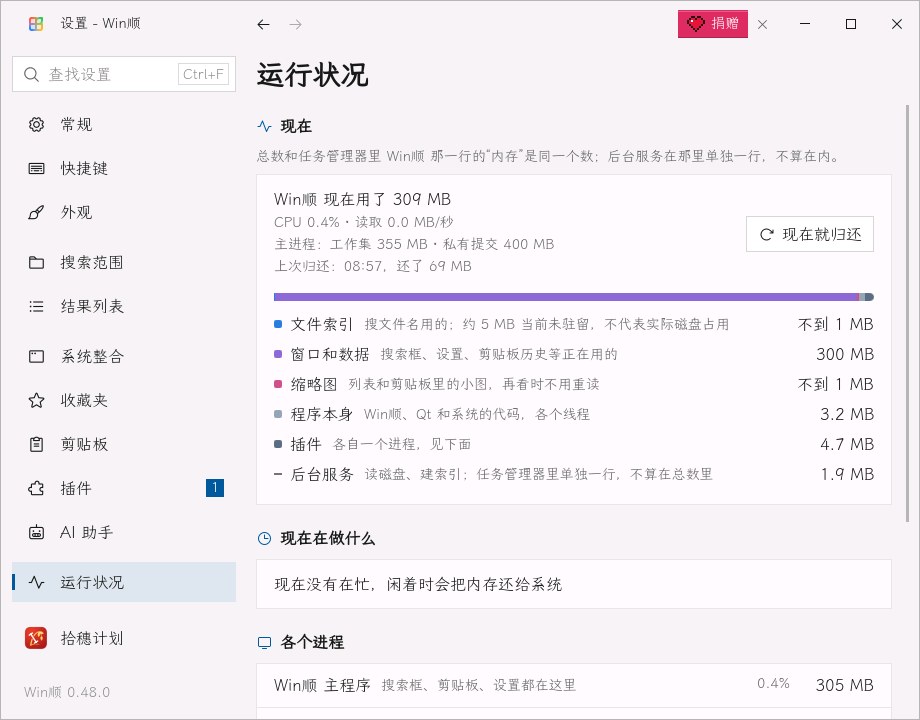 设置 - Win顺
捐赠
查找设置 Ctrl+F
常规
快捷键
外观
搜索范围
结果列表
系统整合
收藏夹
剪贴板
插件 1
AI 助手
运行状况
拾穗计划
Win顺 0.48.0
运行状况
现在
总数和任务管理器里 Win顺 那一行的“内存”是同一个数；后台服务在那里单独一行，不算在内。
Win顺 现在用了 309 MB
CPU 0.4% · 读取 0.0 MB/秒
主进程：工作集 355 MB · 私有提交 400 MB
上次归还：08:57，还了 69 MB
现在就归还
文件索引 搜文件名用的；约 5 MB 当前未驻留，不代表实际磁盘占用 不到 1 MB
窗口和数据 搜索框、设置、剪贴板历史等正在用的 300 MB
缩略图 列表和剪贴板里的小图，再看时不用重读 不到 1 MB
程序本身 Win顺、Qt 和系统的代码，各个线程 3.2 MB
插件 各自一个进程，见下面 4.7 MB
后台服务 读磁盘、建索引；任务管理器里单独一行，不算在总数里 1.9 MB
现在在做什么
现在没有在忙，闲着时会把内存还给系统
各个进程
Win顺 主程序 搜索框、剪贴板、设置都在这里 0.4% 305 MB